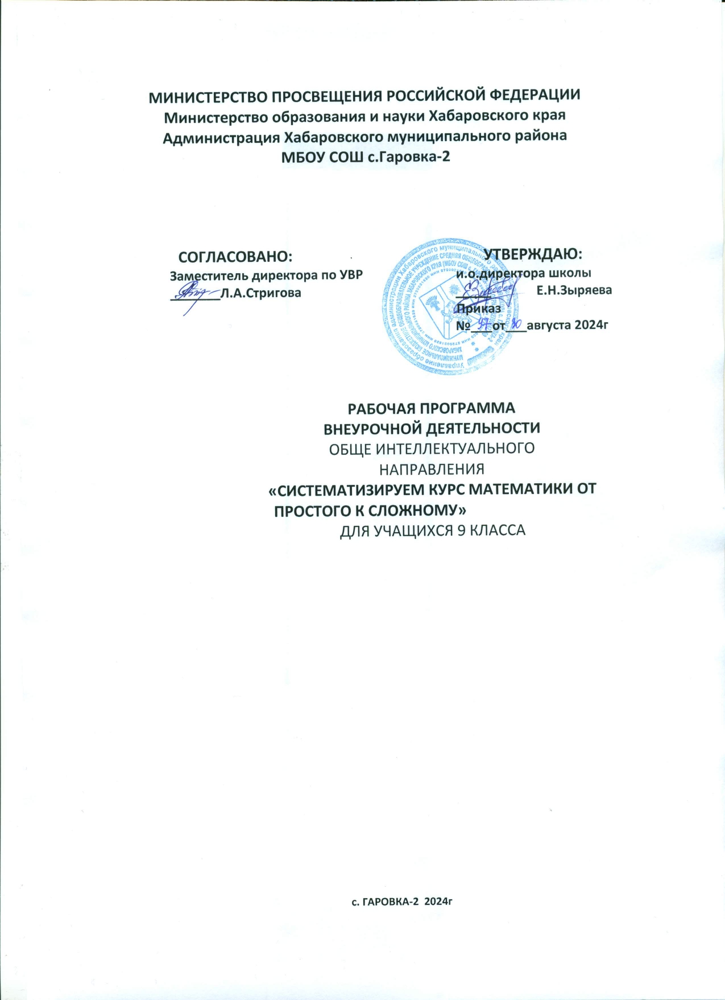 МИНИСТЕРСТВО ПРОСВЕЩЕНИЯ РОССИЙСКОЙ ФЕДЕРАЦИИ
Министерство образования и науки Хабаровского края
Администрация Хабаровского муниципального района
МБОУ СОШ с.Гаровка-2
СОГЛАСОВАНО:
Заместитель директора по УВР
_______Л.А.Стригова
УТВЕРЖДАЮ:
и.о.директора школы
_____ Е.Н.Зыряева
Приказ
№ 97 от 30 августа 2024г
РАБОЧАЯ ПРОГРАММА
ВНЕУРОЧНОЙ ДЕЯТЕЛЬНОСТИ
ОБЩЕ ИНТЕЛЛЕКТУАЛЬНОГО
НАПРАВЛЕНИЯ
«СИСТЕМАТИЗИРУЕМ КУРС МАТЕМАТИКИ ОТ
ПРОСТОГО К СЛОЖНОМУ»
ДЛЯ УЧАЩИХСЯ 9 КЛАССА
с. ГАРОВКА-2 2024г